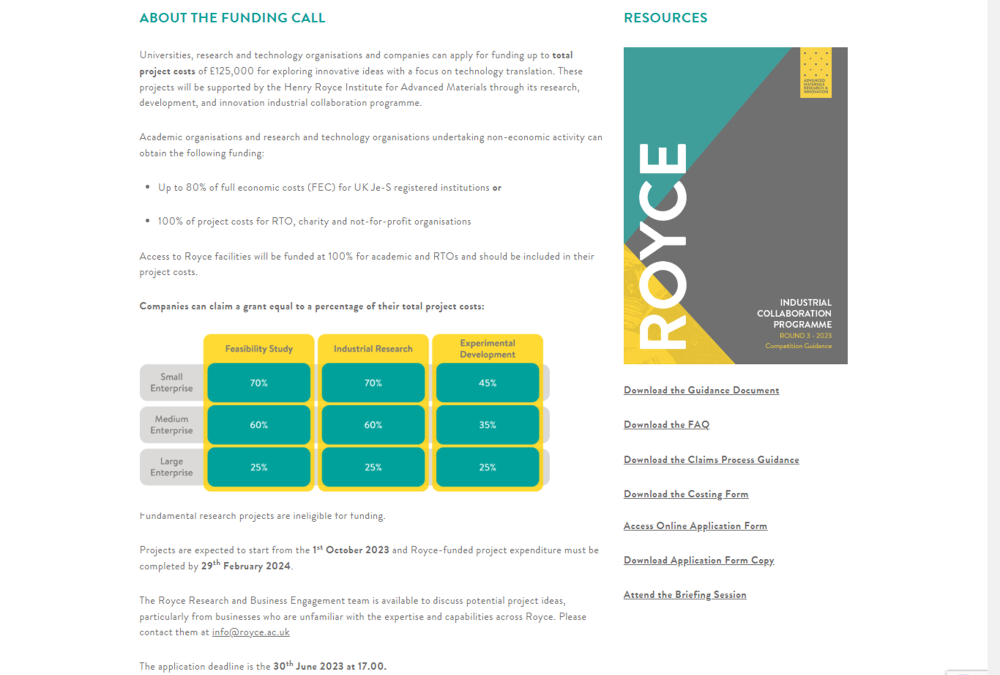 ABOUT THE FUNDING CALL
Universities, research and technology organisations and companies can apply for funding up to total
project costs of £125,000 for exploring innovative ideas with a focus on technology translation. These
projects will be supported by the Henry Royce Institute for Advanced Materials through its research,
development, and innovation industrial collaboration programme.
Academic organisations and research and technology organisations undertaking non-economic activity can
obtain the following funding:
• Up to 80% of full economic costs (FEC) for UK Je-S registered institutions or
• 100% of project costs for RTO, charity and not-for-profit organisations
Access to Royce facilities will be funded at 100% for academic and RTOs and should be included in their
project costs.
Companies can claim a grant equal to a percentage of their total project costs:
Feasibility Study Industrial Research Experimental
Development
Small
Enterprise 70% 70% 45%
Medium
Enterprise 60% 60% 35%
Large
Enterprise 25% 25% 25%
Fundamental research projects are ineligible for funding.
Projects are expected to start from the 1st October 2023 and Royce-funded project expenditure must be
completed by 29th February 2024.
The Royce Research and Business Engagement team is available to discuss potential project ideas,
particularly from businesses who are unfamiliar with the expertise and capabilities across Royce. Please
contact them at info@royce.ac.uk
The application deadline is the 30th June 2023 at 17.00.
RESOURCES
ADVANCED
MATERIALS
RESEARCH &
INNOVATION
ROYCE
INDUSTRIAL
COLLABORATION
PROGRAMME
ROUND 3 - 2023
Competition Guidance
Download the Guidance Document
Download the FAQ
Download the Claims Process Guidance
Download the Costing Form
Access Online Application Form
Download Application Form Copy
Attend the Briefing Session